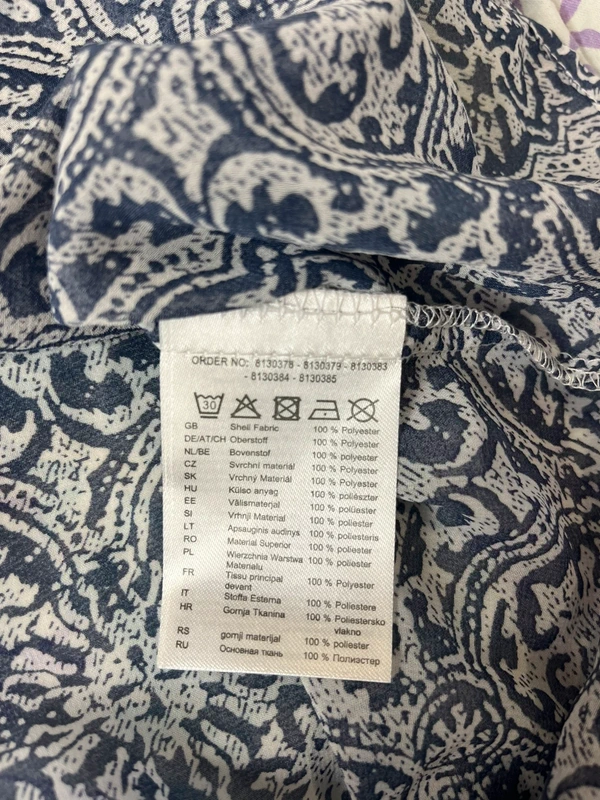 ORDER NO: 8130378 - 8130379 - 8130383
- 8130384 - 8130385
30
GB Shell Fabric 100 % Polyester
DE/AT/CH Oberstoff 100 % Polyester
NL/BE Bovenstof 100 % Polyester
CZ Svrchní materiál 100 % Polyester
SK Vrchný Materiál 100 % Polyester
HU Külso anyag 100 % poliészter
EE Välismaterjal 100 % polüester
SI Vrhnji Material 100 % poliester
LT Apsauginis audinys 100 % poliesteris
RO Material Superior 100 % poliester
PL Wierzchnia Warstwa 100 % poliester
Materialu
FR Tissu principal 100 % Polyester
devant
IT Stoffa Esterna 100 % Poliestere
HR Gornja Tkanina 100 % Poliestersko
vlakno
RS gornji materijal 100 % poliester
RU Основная ткань 100 % Полиэстер